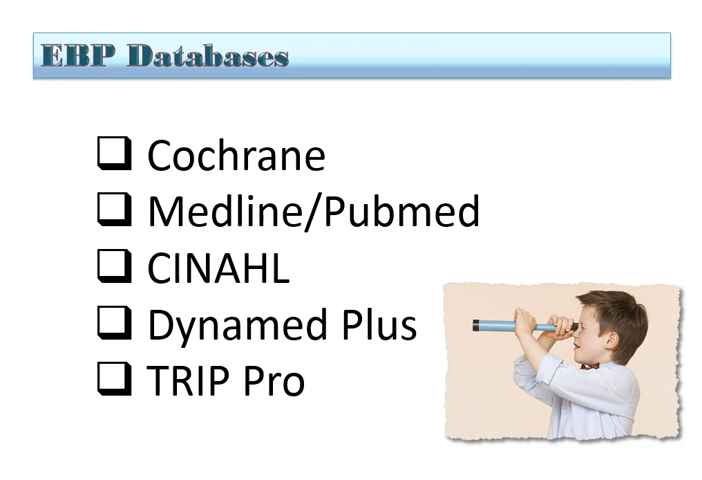 EBP Databases
Cochrane
Medline/Pubmed
CINAHL
Dynamed Plus
TRIP Pro